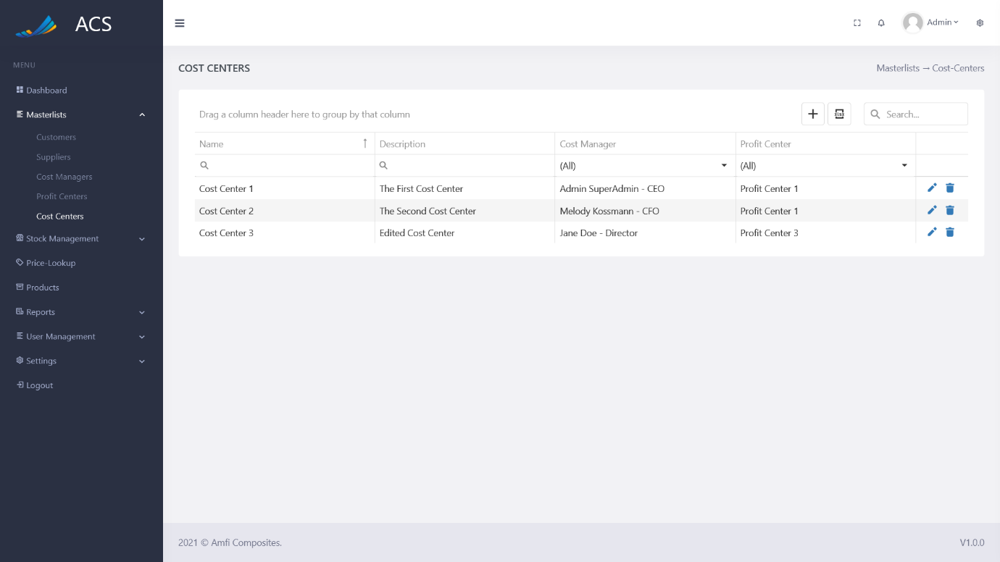 ACS
Admin
MENU
Dashboard
Masterlists
Customers
Suppliers
Cost Managers
Profit Centers
Cost Centers
Stock Management
Price-Lookup
Products
Reports
User Management
Settings
Logout
COST CENTERS
Masterlists → Cost-Centers
Drag a column header here to group by that column
XLSX
Search...
Name Description Cost Manager Profit Center
(All) (All)
Cost Center 1 The First Cost Center Admin SuperAdmin - CEO Profit Center 1
Cost Center 2 The Second Cost Center Melody Kossmann - CFO Profit Center 1
Cost Center 3 Edited Cost Center Jane Doe - Director Profit Center 3
2021 © Amfi Composites.
V1.0.0